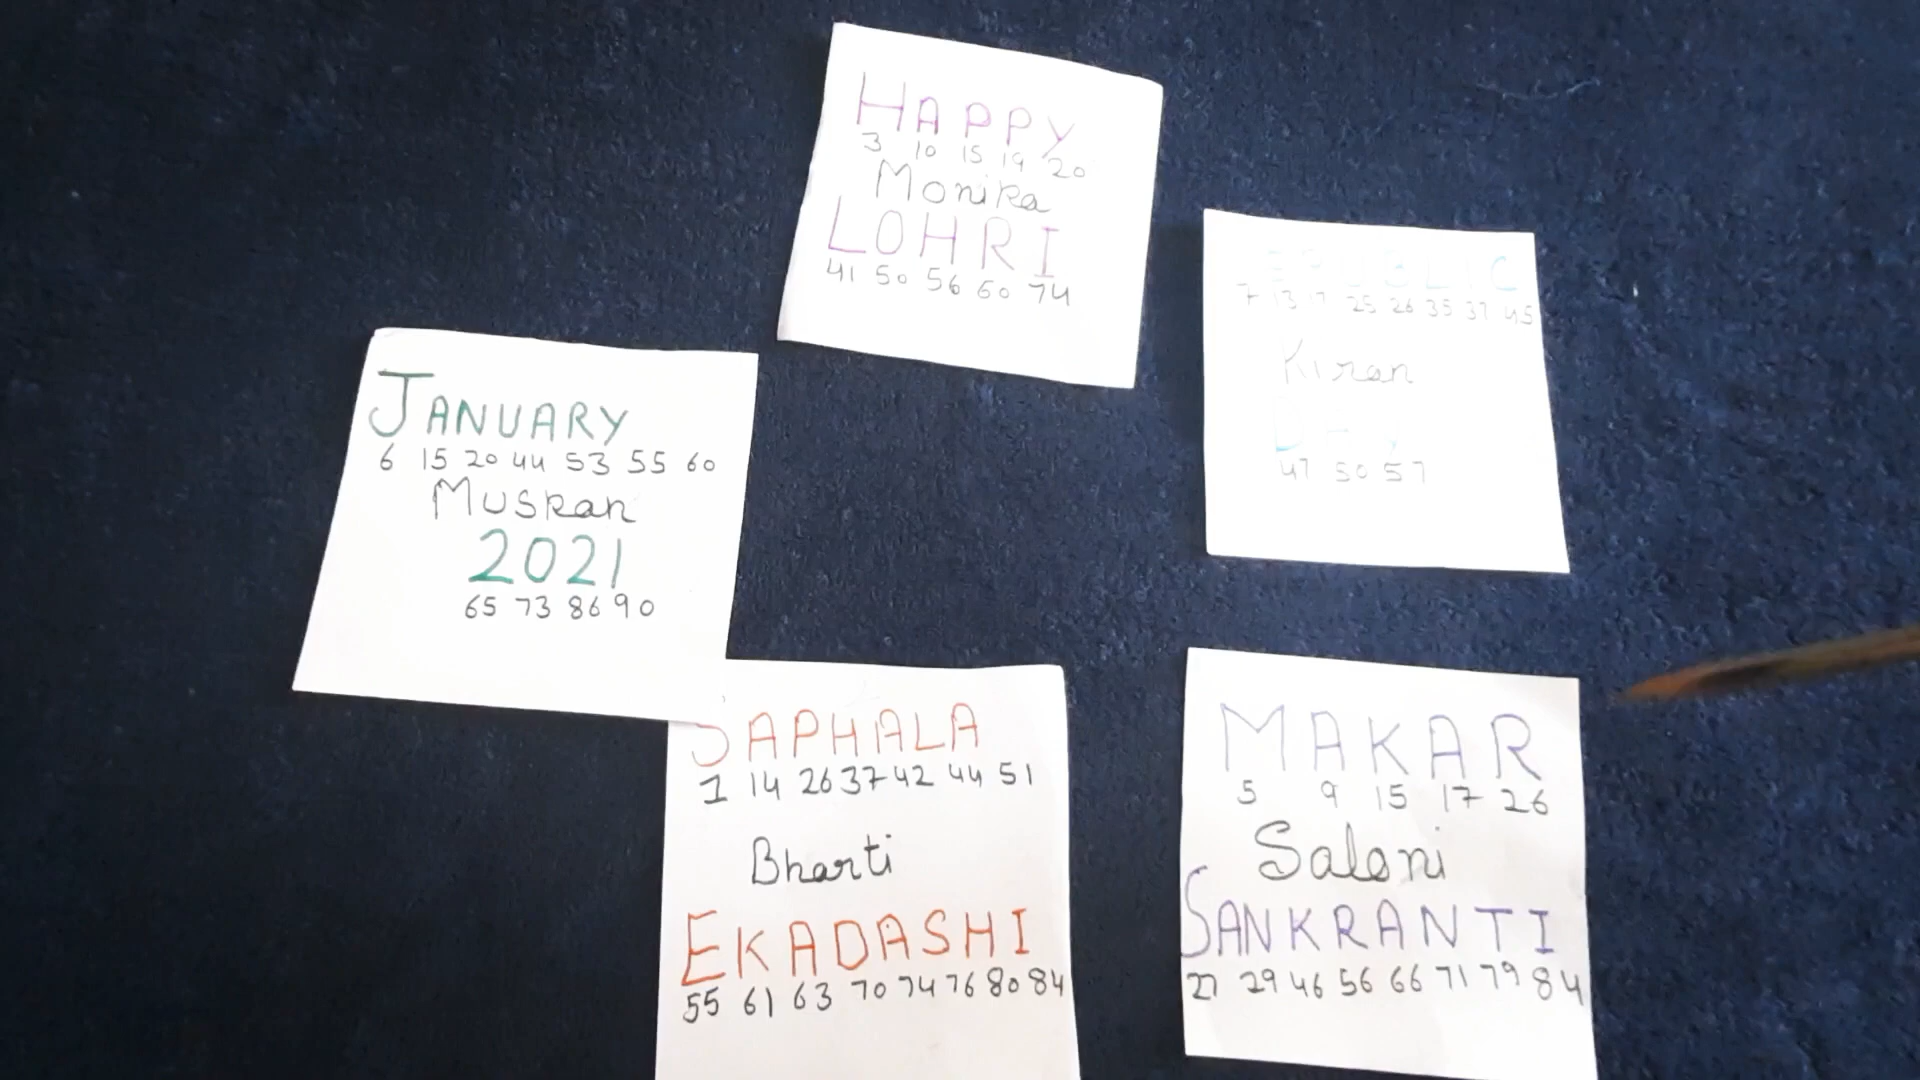 HAPPY
3 10 15 19 20
Monika
LOHRI
41 50 56 60 74
7 13 17 25 26 35 37 45
Kiran
47 50 57
JANUARY
6 15 20 44 53 55 60
Muskan
2021
65 73 86 90
SAPHALA
1 14 26 37 42 44 51
Bharti
EKADASHI
55 61 63 70 74 76 80 84
MAKAR
5 9 15 17 26
Saloni
SANKRANTI
27 29 46 56 66 71 79 84